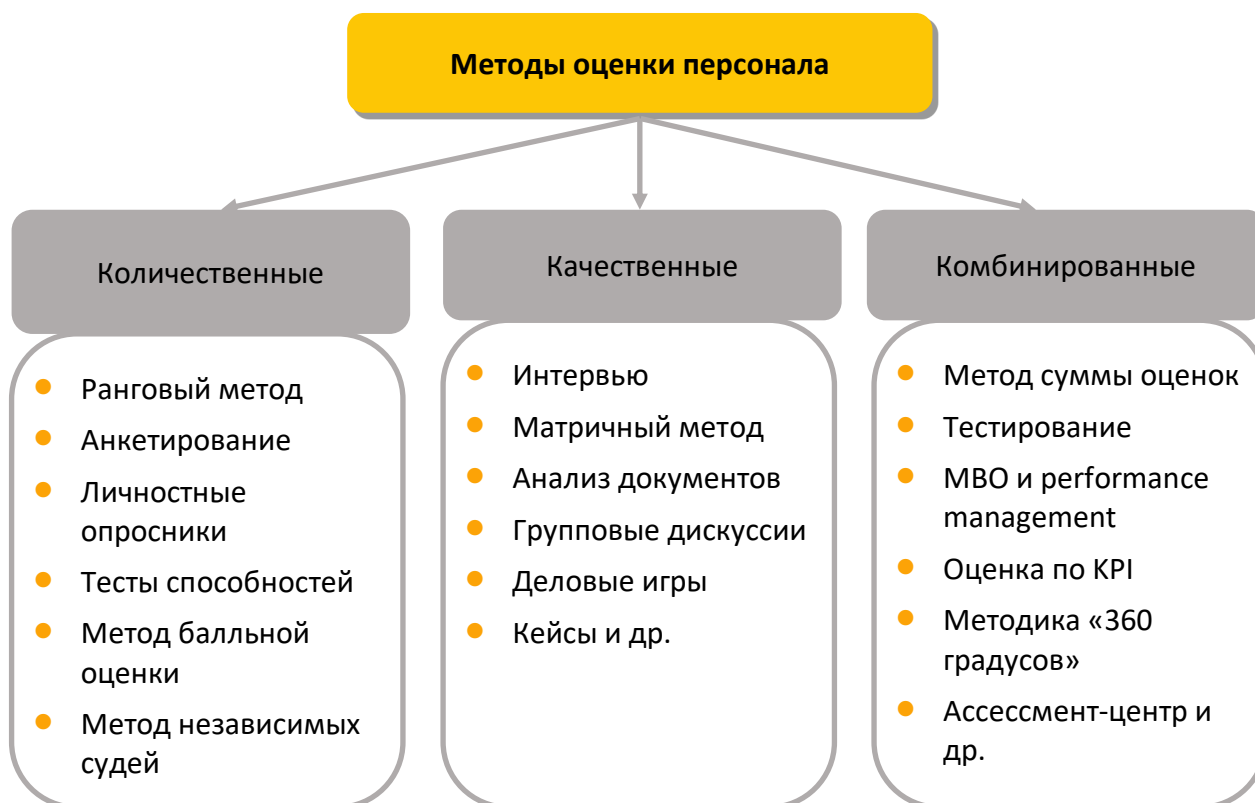 Методы оценки персонала
Количественные
Ранговый метод
Анкетирование
Личностные
опросники
Тесты способностей
Метод балльной
оценки
Метод независимых
судей
Качественные
Интервью
Матричный метод
Анализ документов
Групповые дискуссии
Деловые игры
Кейсы и др.
Комбинированные
Метод суммы оценок
Тестирование
MBO и performance
management
Оценка по KPI
Методика «360
градусов»
Ассессмент-центр и
др.